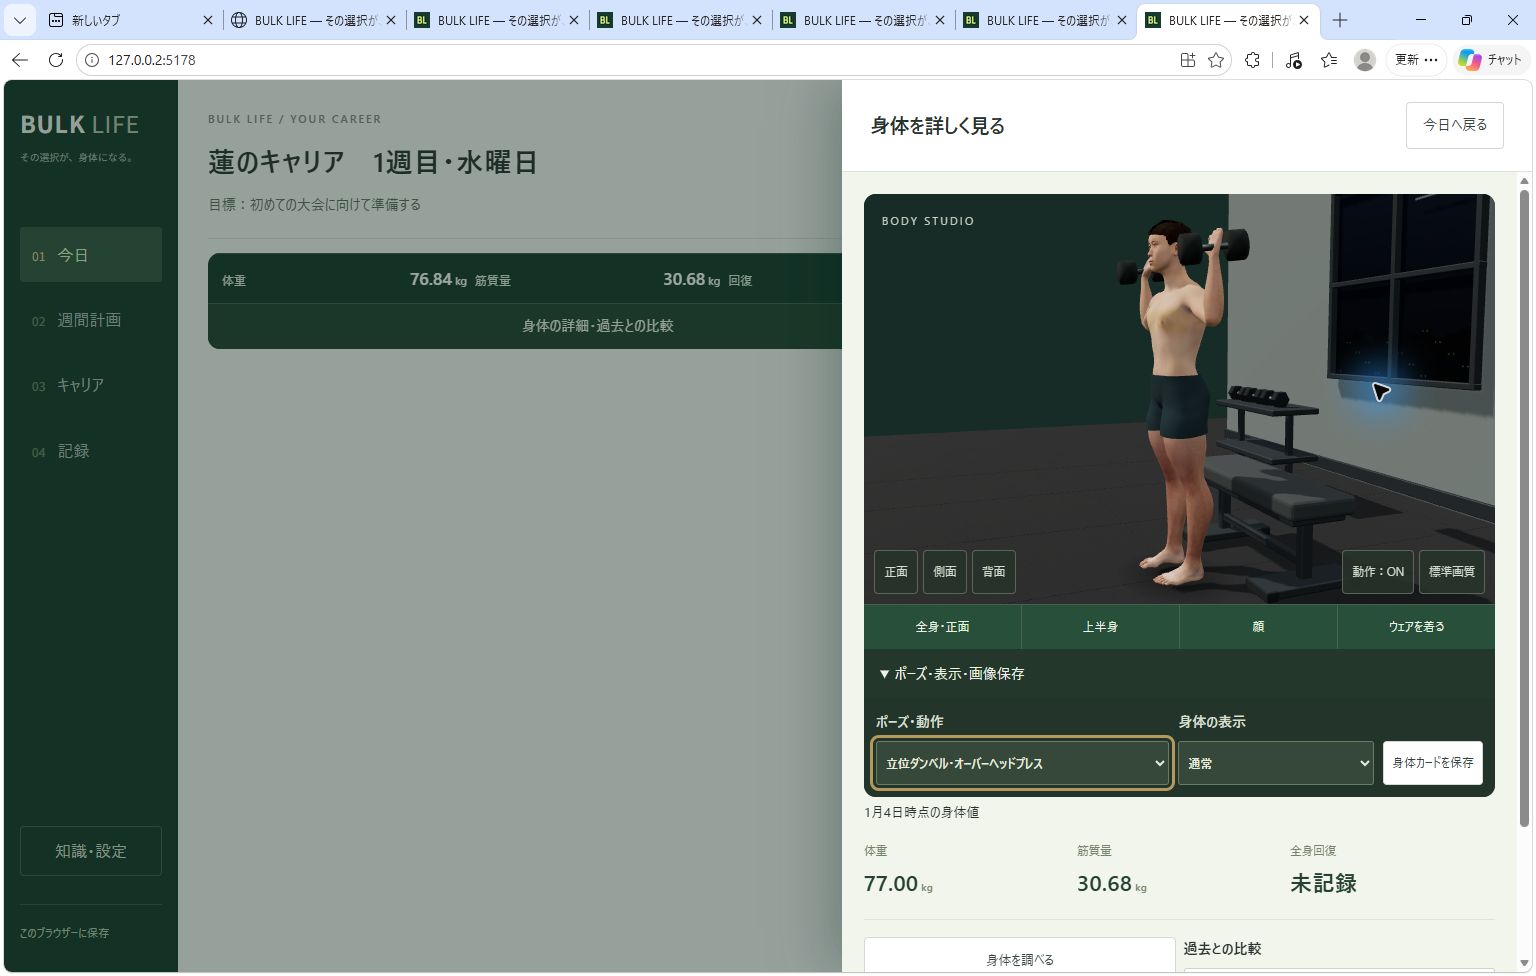 新しいタブ
BULK LIFE — その選択が
BULK LIFE — その選択が
BULK LIFE — その選択が
BULK LIFE — その選択が
BULK LIFE — その選択が
BULK LIFE — その選択が
127.0.0.2:5178
更新
チャット
BULK LIFE
その選択が、身体になる。
01 今日
02 週間計画
03 キャリア
04 記録
知識・設定
このブラウザーに保存
BULK LIFE / YOUR CAREER
蓮のキャリア 1週目・水曜日
目標：初めての大会に向けて準備する
体重 76.84 kg 筋質量 30.68 kg 回復
身体の詳細・過去との比較
身体を詳しく見る
今日へ戻る
BODY STUDIO
正面
側面
背面
動作：ON
標準画質
全身・正面
上半身
顔
ウェアを着る
▼ ポーズ・表示・画像保存
ポーズ・動作
身体の表示
立位ダンベル・オーバーヘッドプレス
通常
身体カードを保存
1月4日時点の身体値
体重
筋質量
全身回復
77.00 kg
30.68 kg
未記録
身体を調べる
過去との比較